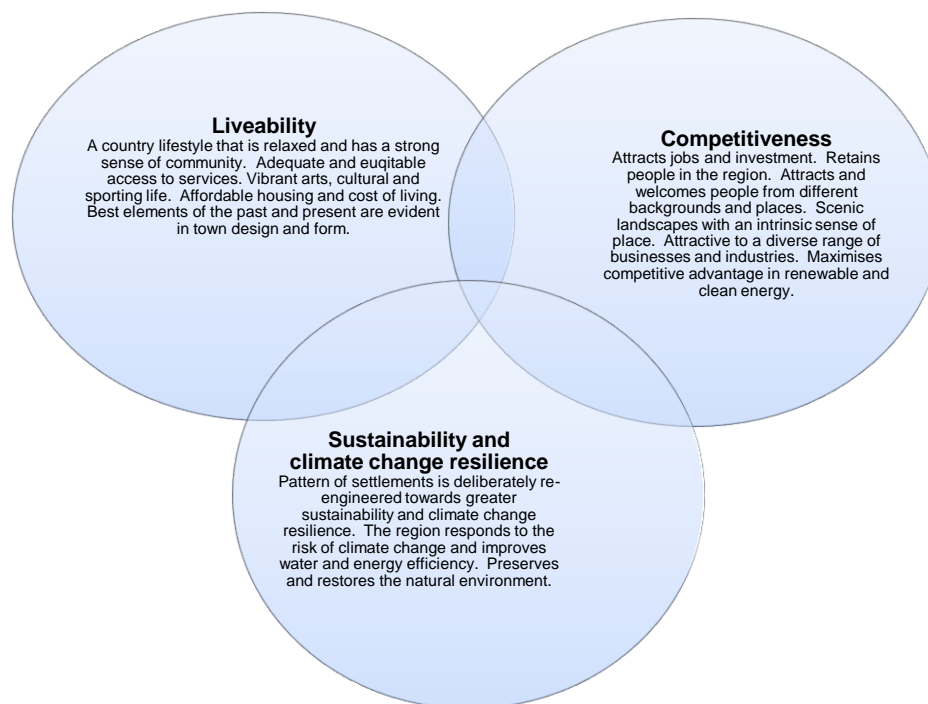 Liveability
A country lifestyle that is relaxed and has a strong
sense of community.  Adequate and euqitable
access to services. Vibrant arts, cultural and
sporting life.  Affordable housing and cost of living.
Best elements of the past and present are evident
in town design and form.
Competitiveness
Attracts jobs and investment.  Retains
people in the region.  Attracts and
welcomes people from different
backgrounds and places.  Scenic
landscapes with an intrinsic sense of
place.  Attractive to a diverse range of
businesses and industries.  Maximises
competitive advantage in renewable and
clean energy.
Sustainability and
climate change resilience
Pattern of settlements is deliberately re-
engineered towards greater
sustainability and climate change
resilience.  The region responds to the
risk of climate change and improves
water and energy efficiency.  Preserves
and restores the natural environment.